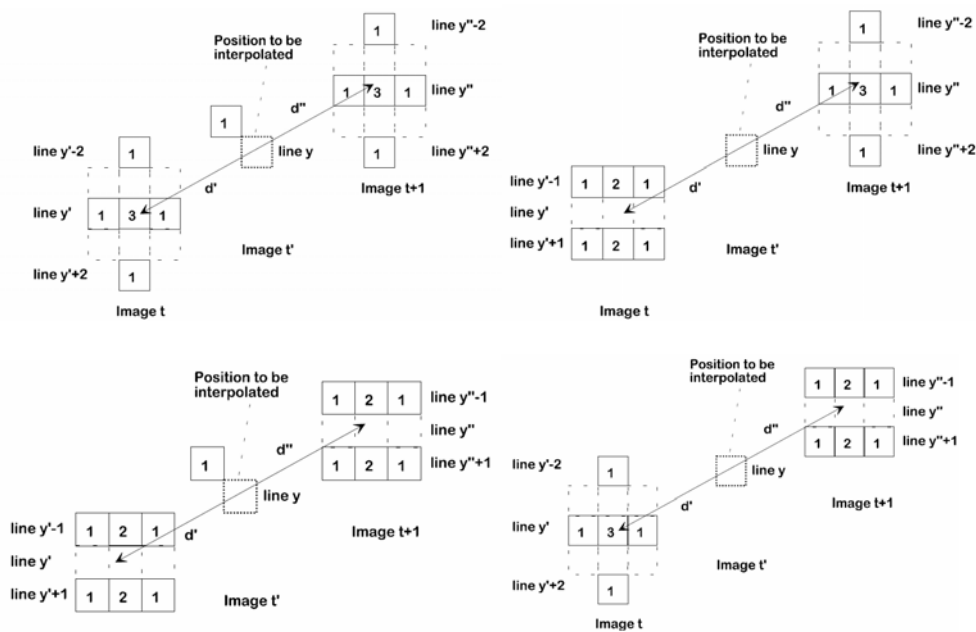 1 line y"-2
Position to be
interpolated
1 3 1 line y"
d"
1
line y
line y'-2 1
1 line y"+2
d'
Image t+1
line y' 1 3 1
Image t'
line y'+2 1
Image t
1 line y"-2
Position to be
interpolated
1 3 1 line y"
d"
line y
1 line y"+2
line y'-1 1 2 1
d'
Image t+1
line y'
line y'+1 1 2 1
Image t'
Image t
Position to be
interpolated
1 2 1 line y"-1
d"
line y"
1
1 2 1 line y"+1
line y
line y'-1 1 2 1
d'
Image t+1
line y'
line y'+1 1 2 1
Image t'
Position to be
interpolated
1 2 1 line y"-1
line y"
d"
1 2 1 line y"+1
line y'-2 1
line y
d'
Image t+1
line y' 1 3 1
Image t'
line y'+2 1
Image t